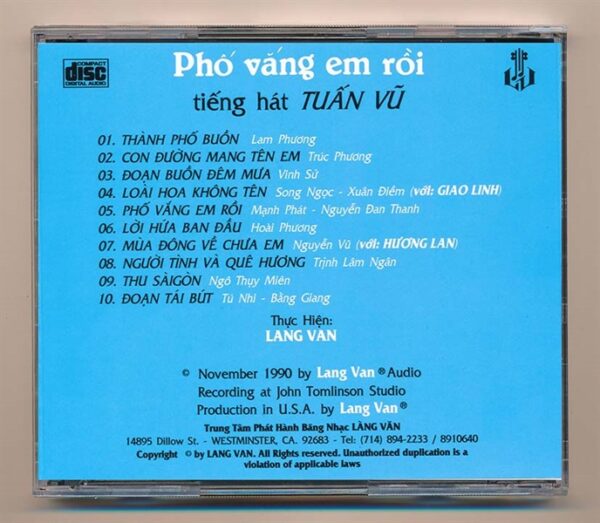 COMPACT
disc
DIGITAL AUDIO
Phố vắng em rồi
tiếng hát TUẤN VŨ
01. THÀNH PHỐ BUỒN Lam Phương
02. CON ĐƯỜNG MANG TÊN EM Trúc Phương
03. ĐOẠN BUỒN ĐÊM MƯA Vinh Sử
04. LOÀI HOA KHÔNG TÊN Song Ngọc - Xuân Điềm (với: GIAO LINH)
05. PHỐ VẮNG EM RỒI Mạnh Phát - Nguyễn Đan Thanh
06. LỜI HỨA BAN ĐẦU Hoài Phương
07. MÙA ĐÔNG VỀ CHƯA EM Nguyễn Vũ (với: HƯƠNG LAN)
08. NGƯỜI TÌNH VÀ QUÊ HƯƠNG Trịnh Lâm Ngân
09. THU SÀIGÒN Ngô Thụy Miên
10. ĐOẠN TÁI BÚT Tú Nhi - Bằng Giang
Thực Hiện:
LANG VAN
© November 1990 by Lang Van ® Audio
Recording at John Tomlinson Studio
Production in U.S.A. by Lang Van ®
Trung Tâm Phát Hành Băng Nhạc LÀNG VĂN
14895 Dillow St. - WESTMINSTER, CA. 92683 - Tel: (714) 894-2233 / 8910640
Copyright © by LANG VAN. All Rights reserved. Unauthorized duplication is a
violation of applicable laws